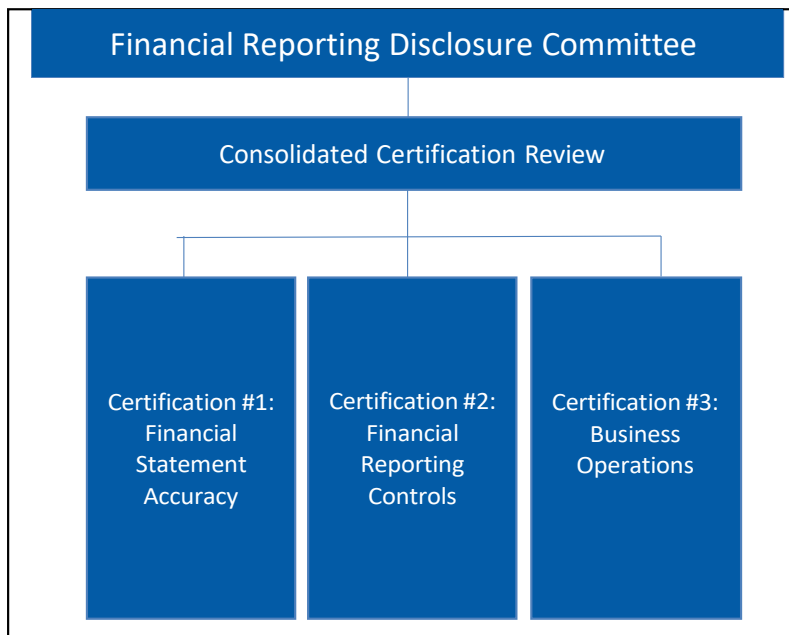 Financial Reporting Disclosure Committee
Consolidated Certification Review
Certification #1:
Financial
Statement
Accuracy
Certification #2:
Financial
Reporting
Controls
Certification #3:
Business
Operations